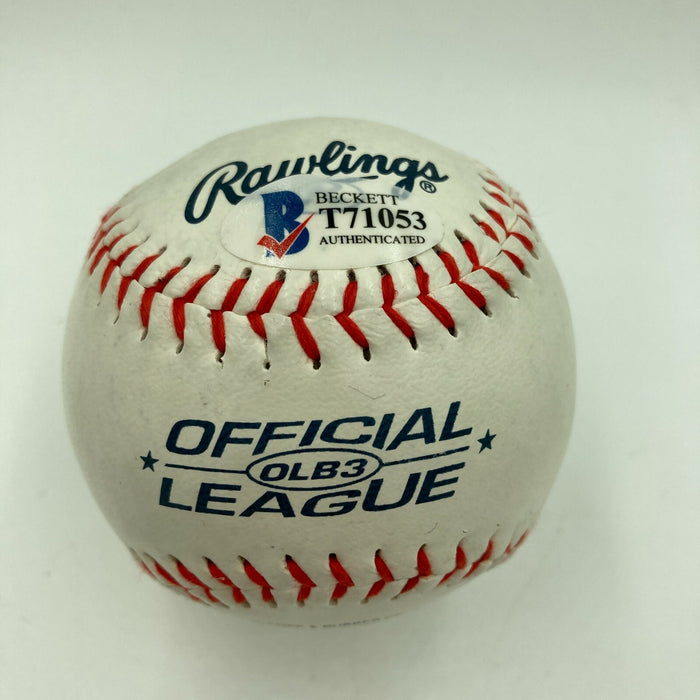 Rawlings®
B
BECKETT
T71053
AUTHENTICATED
OFFICIAL
OLB3
LEAGUE